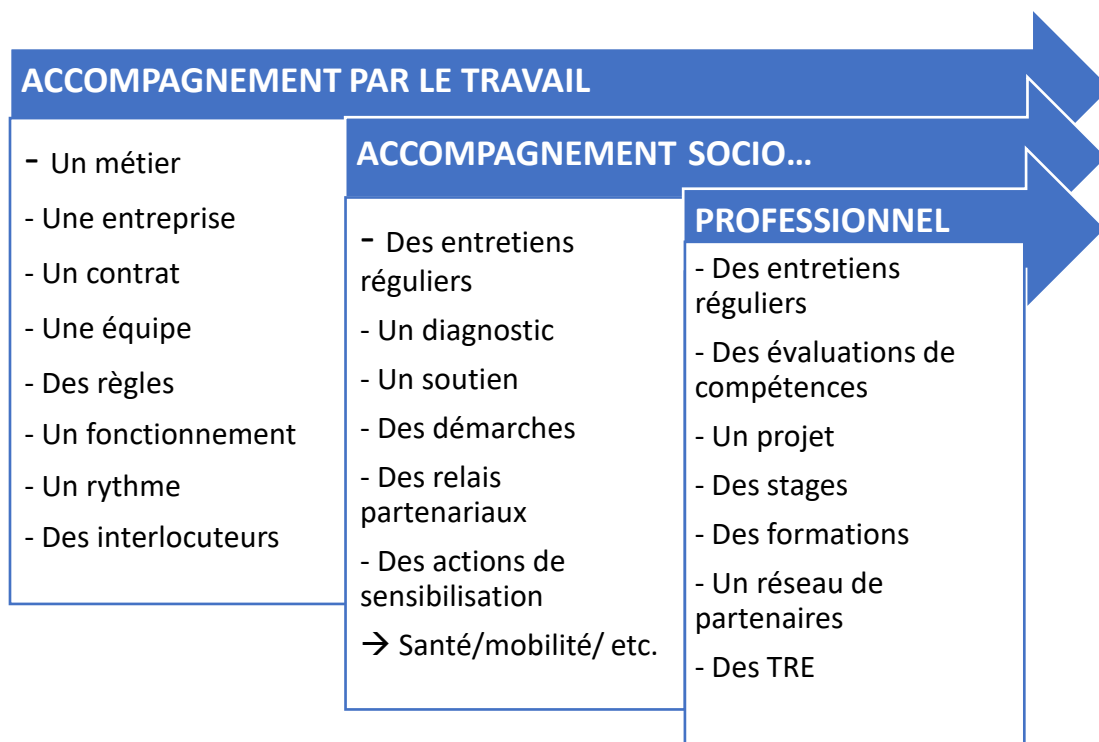 ACCOMPAGNEMENT PAR LE TRAVAIL
- Un métier
- Une entreprise
- Un contrat
- Une équipe
- Des règles
- Un fonctionnement
- Un rythme
- Des interlocuteurs
ACCOMPAGNEMENT SOCIO...
- Des entretiens
réguliers
- Un diagnostic
- Un soutien
- Des démarches
- Des relais
partenariaux
- Des actions de
sensibilisation
→ Santé/mobilité/ etc.
PROFESSIONNEL
- Des entretiens
réguliers
- Des évaluations de
compétences
- Un projet
- Des stages
- Des formations
- Un réseau de
partenaires
- Des TRE